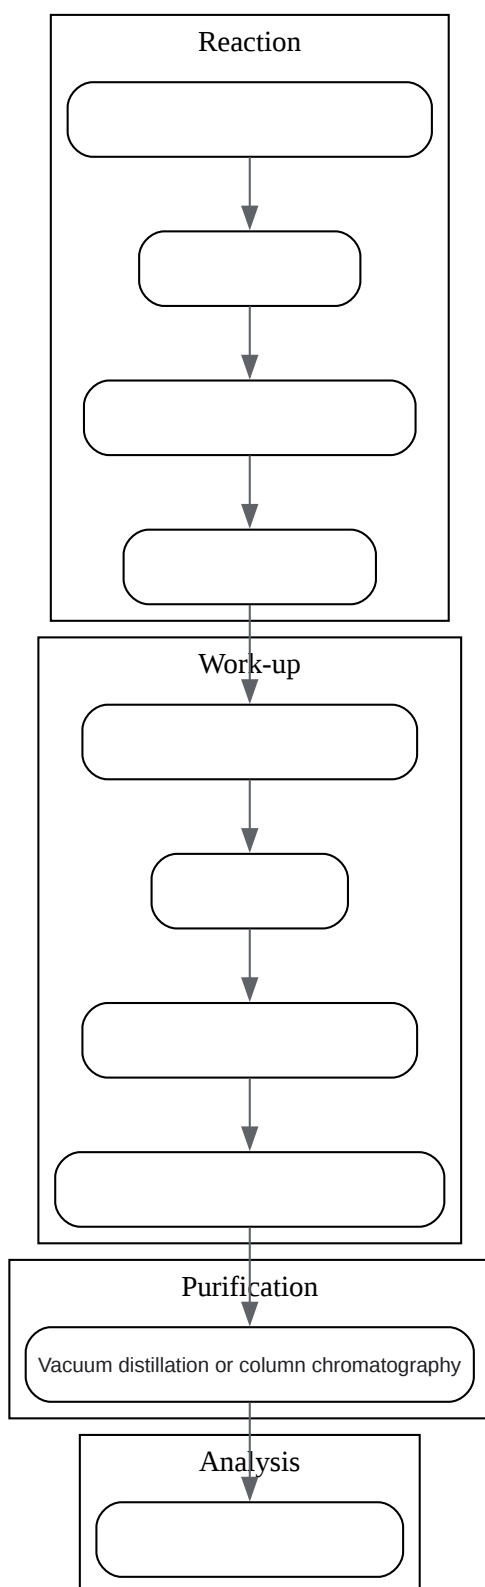 Reaction
Work-up
Purification
Vacuum distillation or column chromatography
Analysis